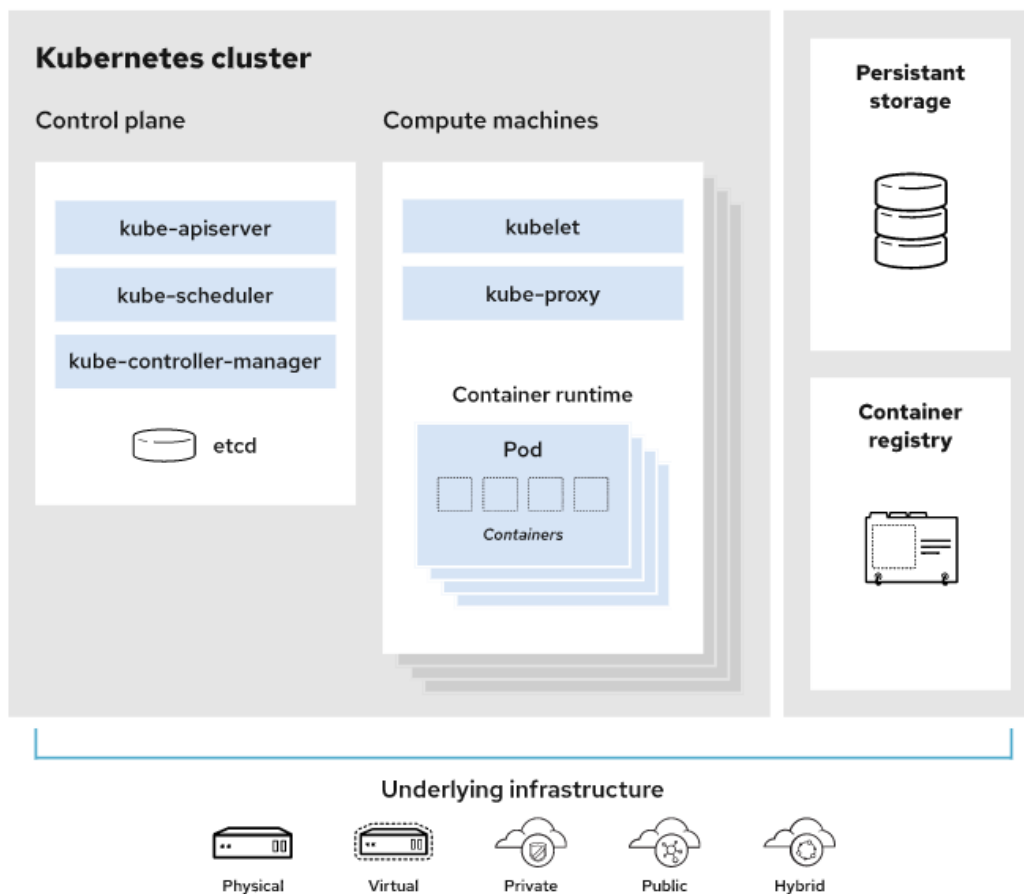 Kubernetes cluster
Control plane
kube-apiserver
kube-scheduler
kube-controller-manager
etcd
Compute machines
kubelet
kube-proxy
Container runtime
Pod
Containers
Persistant
storage
Container
registry
Underlying infrastructure
Physical
Virtual
Private
Public
Hybrid